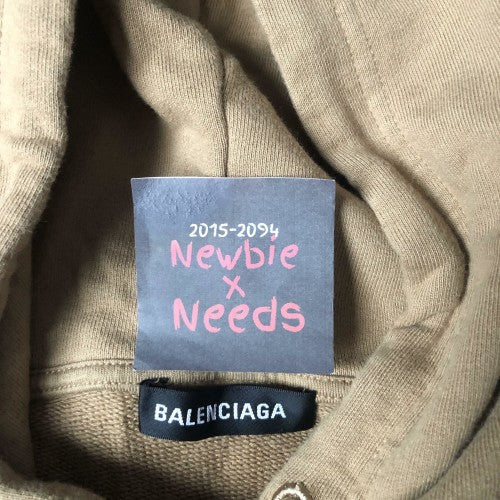 2015-2094
Newbie
x
Needs
BALENCIAGA